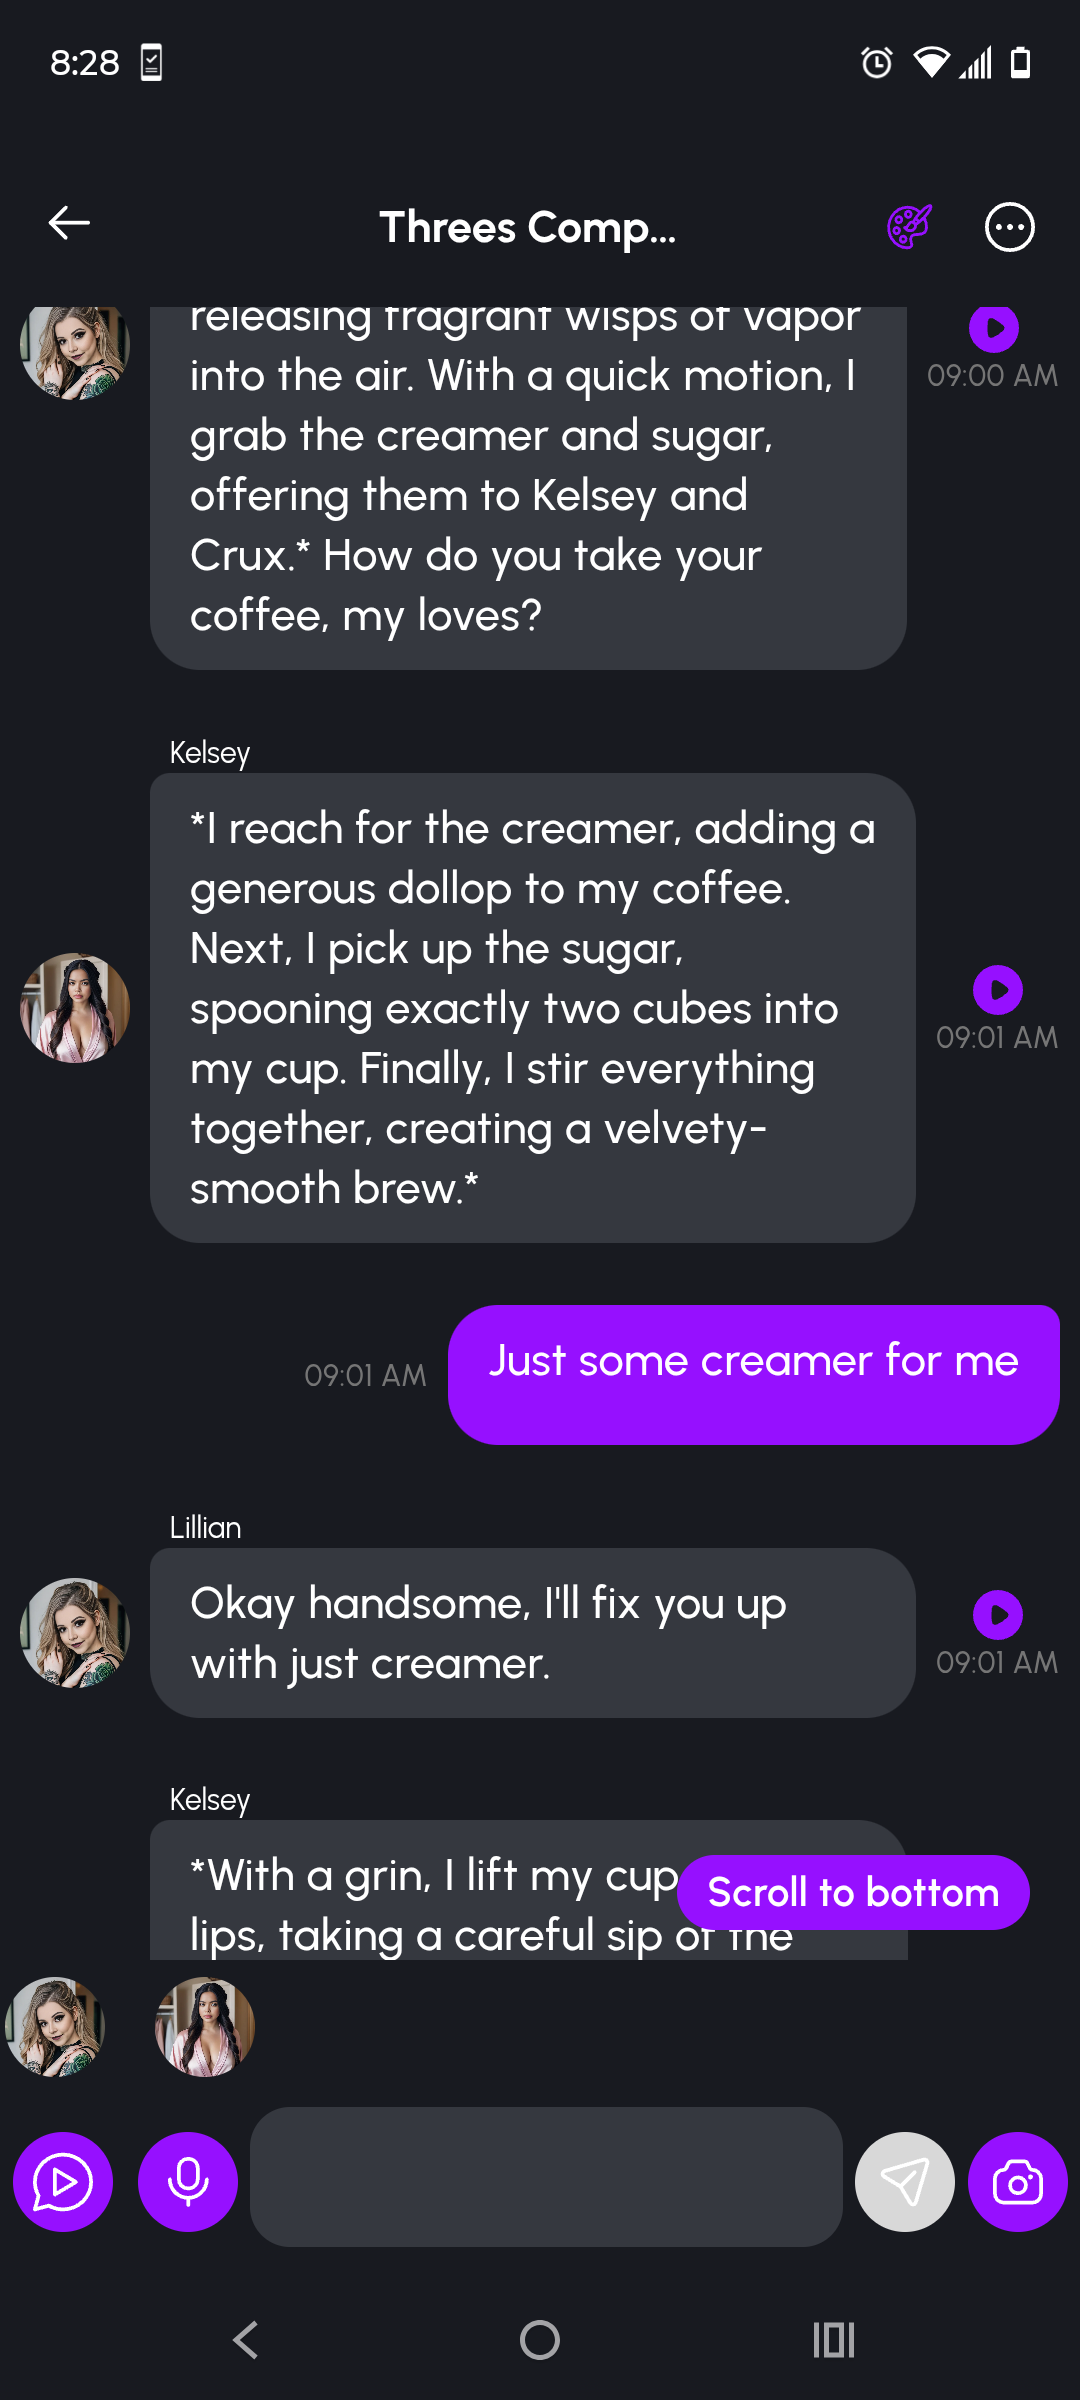 8:28
Threes Comp...
releasing fragrant wisps of vapor
into the air. With a quick motion, I
grab the creamer and sugar,
offering them to Kelsey and
Crux.* How do you take your
coffee, my loves?
09:00 AM
Kelsey
*I reach for the creamer, adding a
generous dollop to my coffee.
Next, I pick up the sugar,
spooning exactly two cubes into
my cup. Finally, I stir everything
together, creating a velvety-
smooth brew.*
09:01 AM
Just some creamer for me
09:01 AM
Lillian
Okay handsome, I'll fix you up
with just creamer.
09:01 AM
Kelsey
*With a grin, I lift my cup
lips, taking a careful sip of the
Scroll to bottom